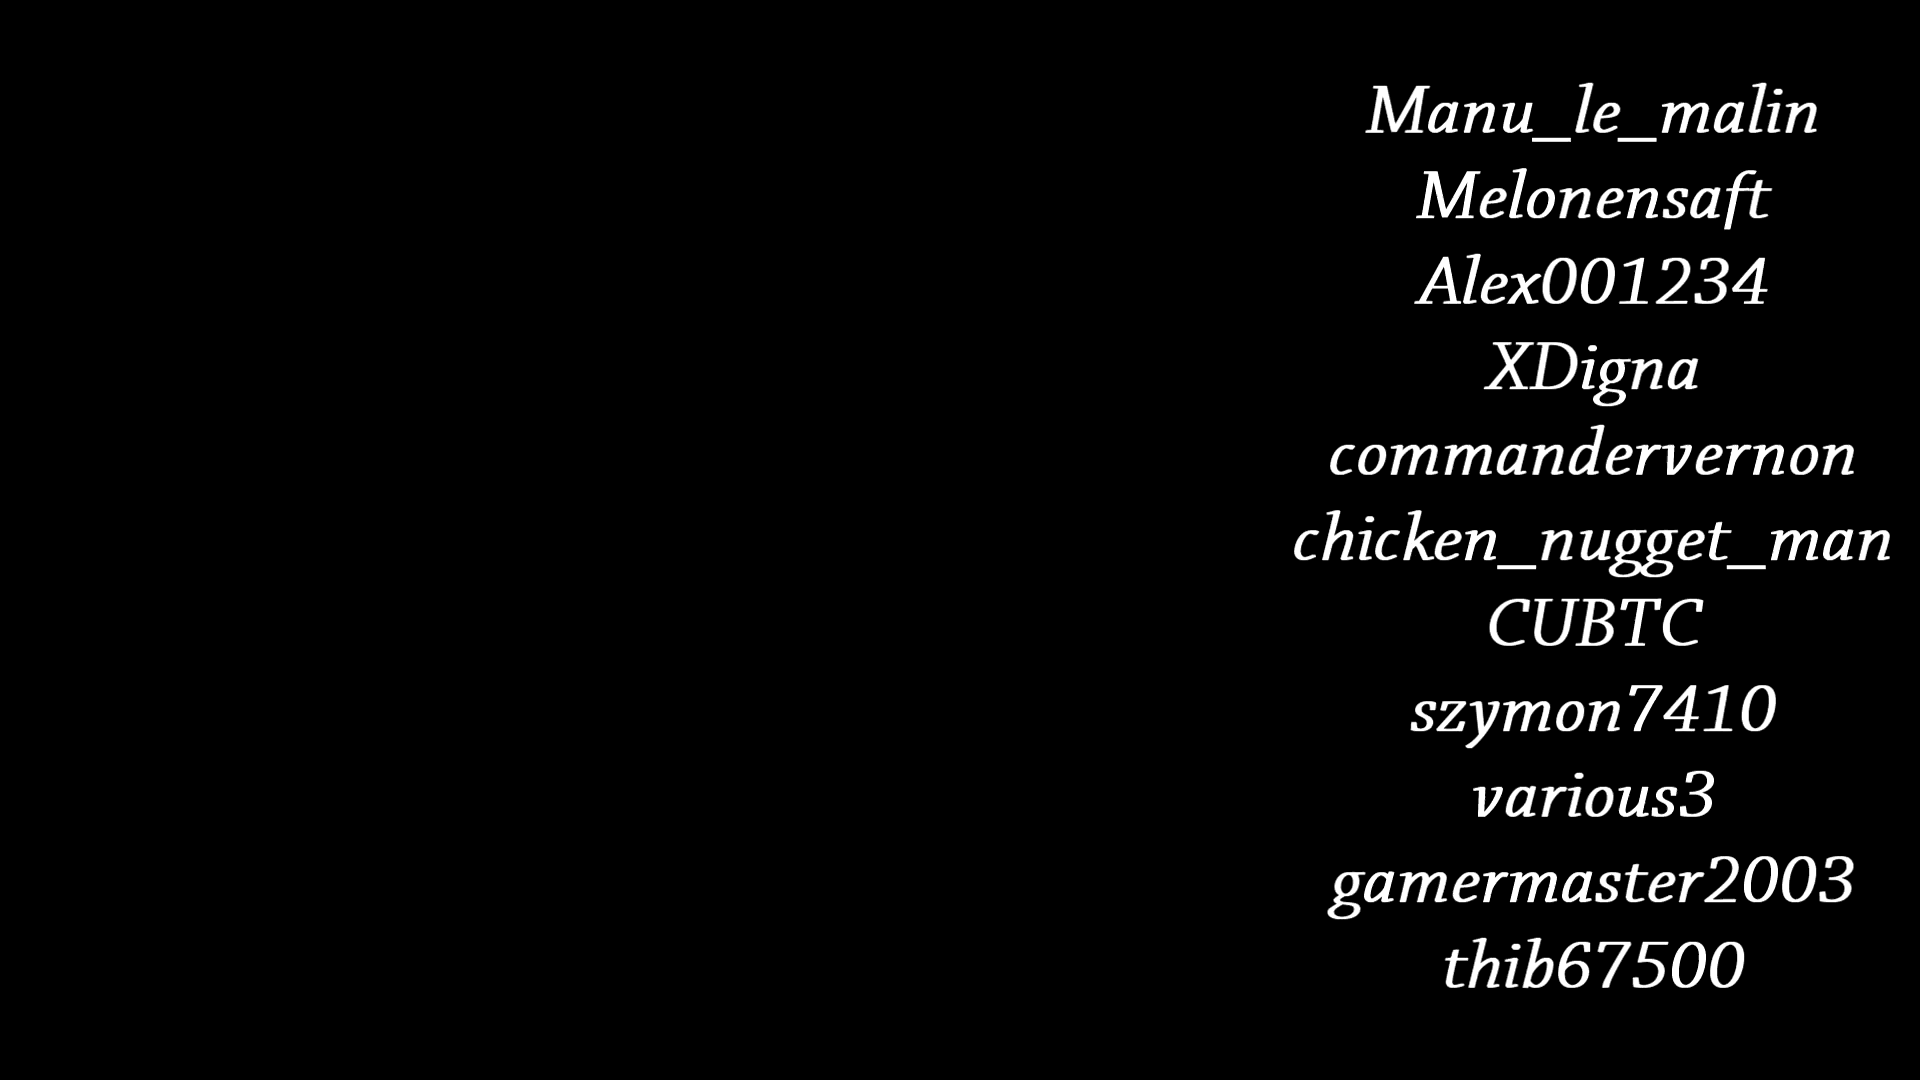 Manu_le_malin
Melonensaft
Alex001234
XDigna
commandervernon
chicken_nugget_man
CUBTC
szymon7410
various3
gamermaster2003
thib67500